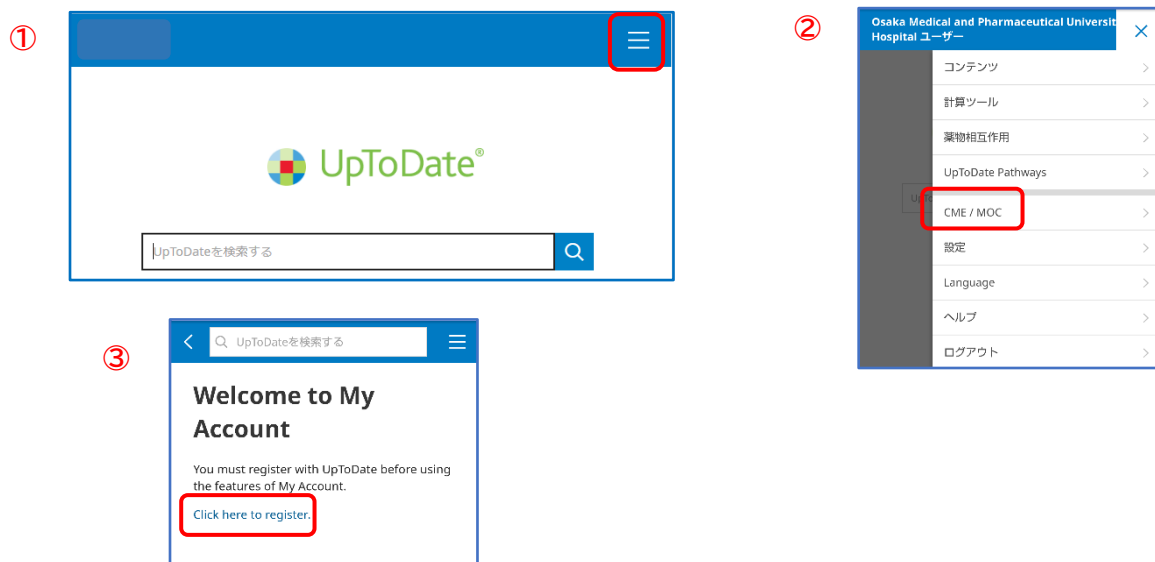 ①
UpToDate®
UpToDateを検索する
②
Osaka Medical and Pharmaceutical Universit
Hospital ユーザー
コンテンツ
計算ツール
薬物相互作用
UpToDate Pathways
UpTo
CME / MOC
設定
Language
ヘルプ
ログアウト
③
UpToDateを検索する
Welcome to My
Account
You must register with UpToDate before using
the features of My Account.
Click here to register.